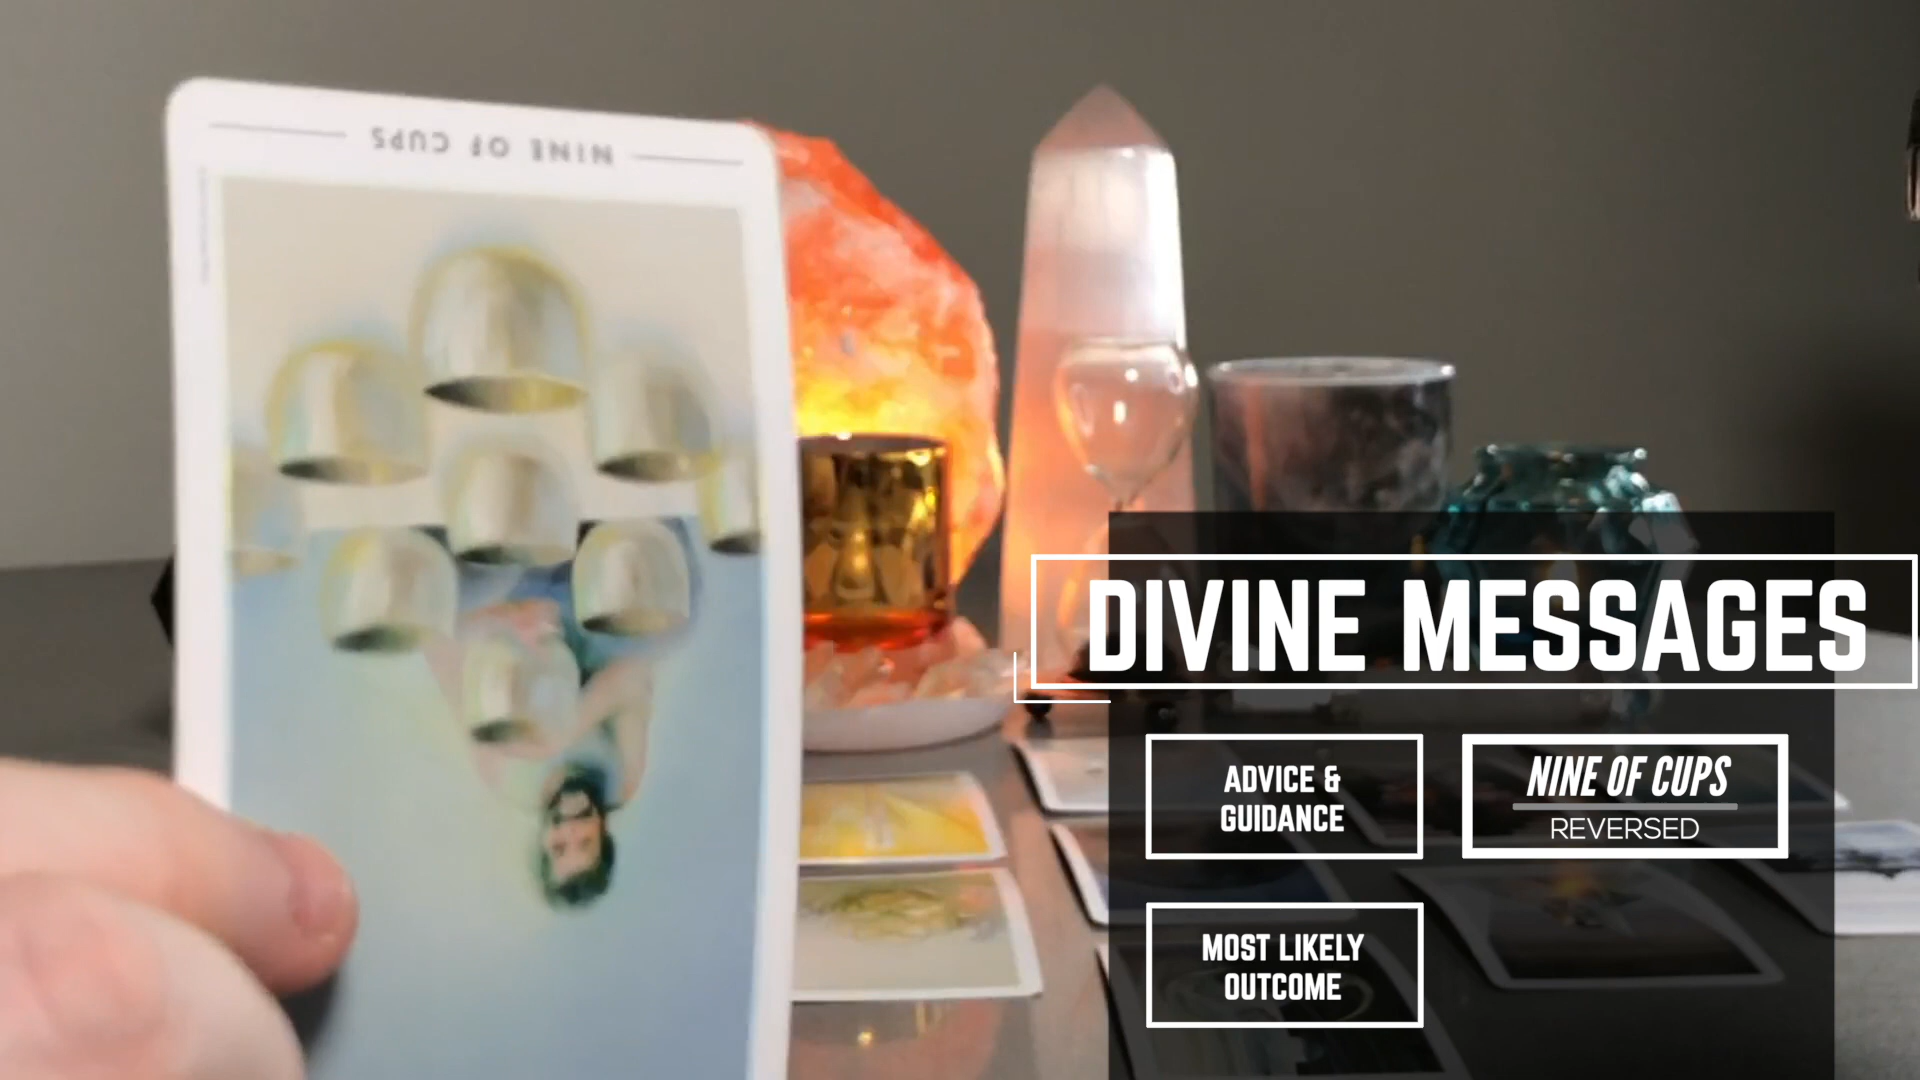 NINE OF CUPS
DIVINE MESSAGES
ADVICE &
GUIDANCE
NINE OF CUPS
REVERSED
MOST LIKELY
OUTCOME